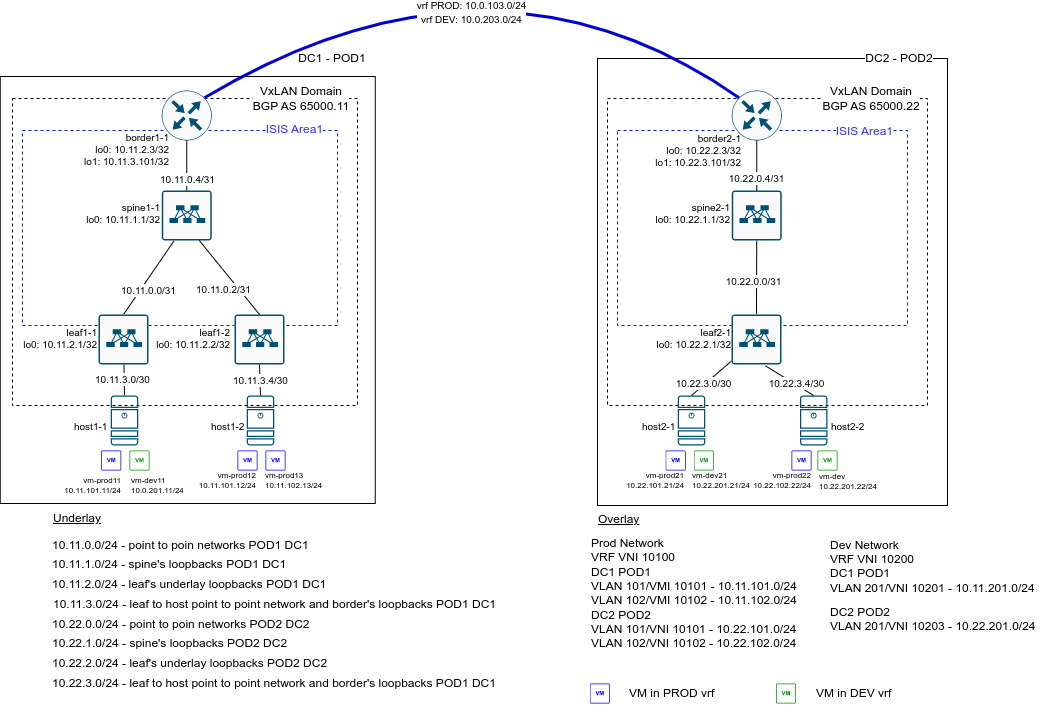 vrf PROD: 10.0.103.0/24
vrf DEV: 10.0.203.0/24
DC1 - POD1
VxLAN Domain
BGP AS 65000.11
ISIS Area1
border1-1
lo0: 10.11.2.3/32
lo1: 10.11.3.101/32
10.11.0.4/31
spine1-1
lo0: 10.11.1.1/32
10.11.0.0/31
10.11.0.2/31
leaf1-1
lo0: 10.11.2.1/32
leaf1-2
lo0: 10.11.2.2/32
10.11.3.0/30
10.11.3.4/30
host1-1
host1-2
VM
VM
VM
VM
vm-prod11
10.11.101.11/24
vm-dev11
10.0.201.11/24
vm-prod12
10.11.101.12/24
vm-prod13
10.11.102.13/24
DC2 - POD2
VxLAN Domain
BGP AS 65000.22
ISIS Area1
border2-1
lo0: 10.22.2.3/32
lo1: 10.22.3.101/32
10.22.0.4/31
spine2-1
lo0: 10.22.1.1/32
10.22.0.0/31
leaf2-1
lo0: 10.22.2.1/32
10.22.3.0/30
10.22.3.4/30
host2-1
host2-2
VM
VM
VM
VM
vm-prod21
10.22.101.21/24
vm-dev21
10.22.201.21/24
vm-prod22
10.22.102.22/24
vm-dev
10.22.201.22/24
Underlay
10.11.0.0/24 - point to poin networks POD1 DC1
10.11.1.0/24 - spine's loopbacks POD1 DC1
10.11.2.0/24 - leaf's underlay loopbacks POD1 DC1
10.11.3.0/24 - leaf to host point to point network and border's loopbacks POD1 DC1
10.22.0.0/24 - point to poin networks POD2 DC2
10.22.1.0/24 - spine's loopbacks POD2 DC2
10.22.2.0/24 - leaf's underlay loopbacks POD2 DC2
10.22.3.0/24 - leaf to host point to point network and border's loopbacks POD1 DC1
Overlay
Prod Network
VRF VNI 10100
DC1 POD1
VLAN 101/VMI 10101 - 10.11.101.0/24
VLAN 102/VMI 10102 - 10.11.102.0/24
DC2 POD2
VLAN 101/VNI 10101 - 10.22.101.0/24
VLAN 102/VNI 10102 - 10.22.102.0/24
Dev Network
VRF VNI 10200
DC1 POD1
VLAN 201/VNI 10201 - 10.11.201.0/24
DC2 POD2
VLAN 201/VNI 10203 - 10.22.201.0/24
VM
VM in PROD vrf
VM
VM in DEV vrf